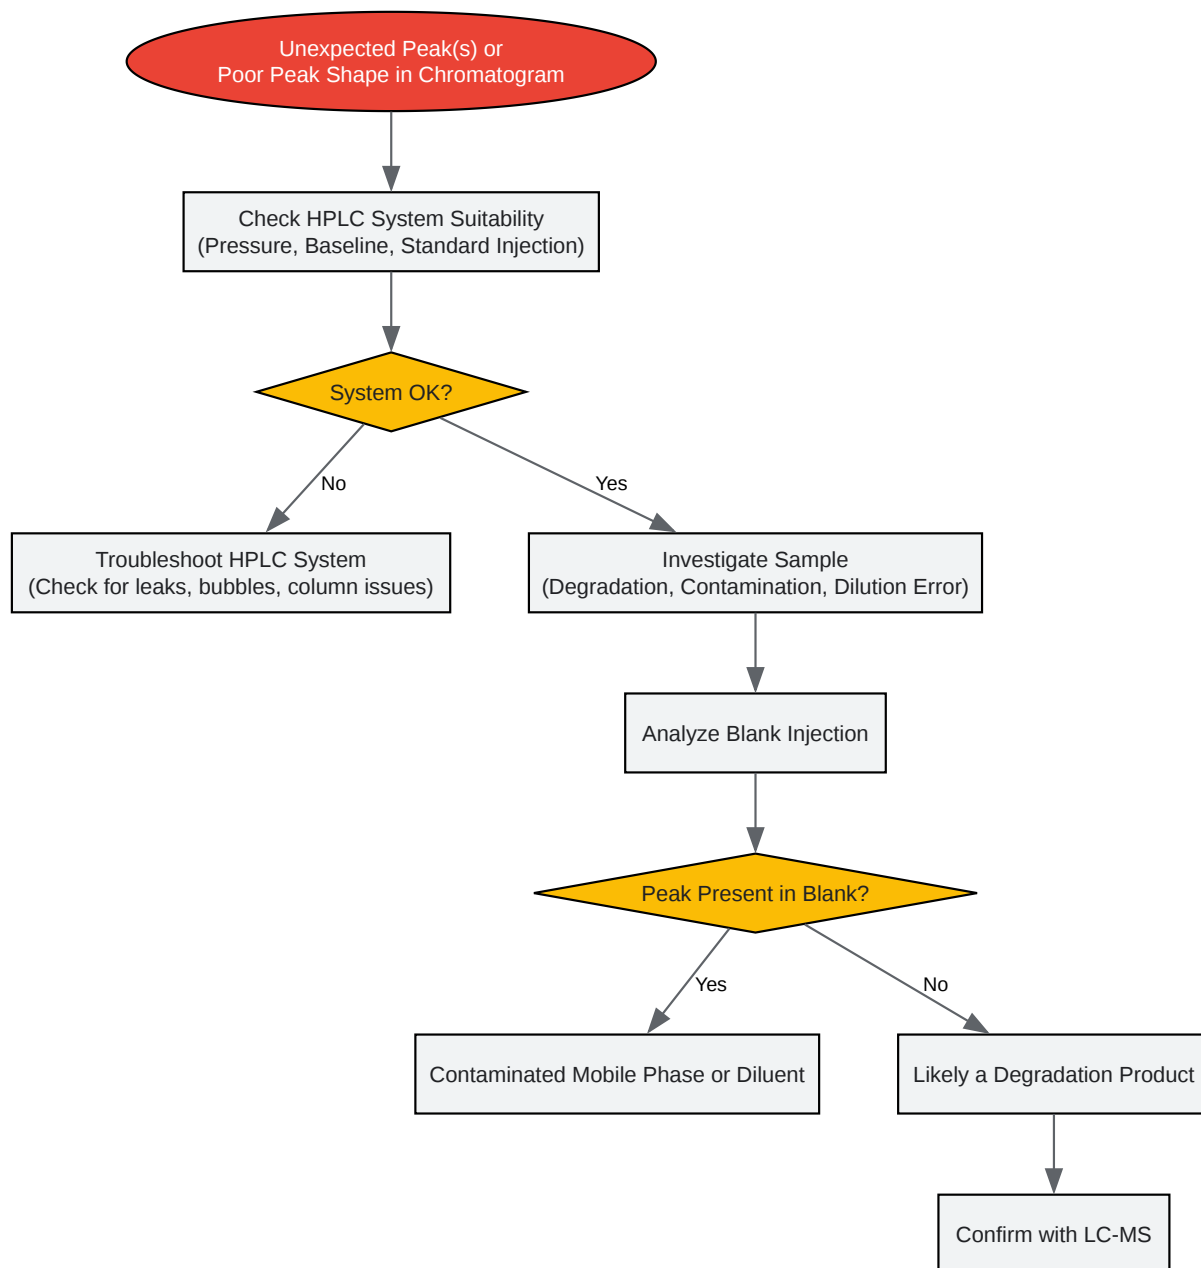 Unexpected Peak(s) or
Poor Peak Shape in Chromatogram
Check HPLC System Suitability
(Pressure, Baseline, Standard Injection)
System OK?
No
Yes
Troubleshoot HPLC System
(Check for leaks, bubbles, column issues)
Investigate Sample
(Degradation, Contamination, Dilution Error)
Analyze Blank Injection
Peak Present in Blank?
Yes
No
Contaminated Mobile Phase or Diluent
Likely a Degradation Product
Confirm with LC-MS